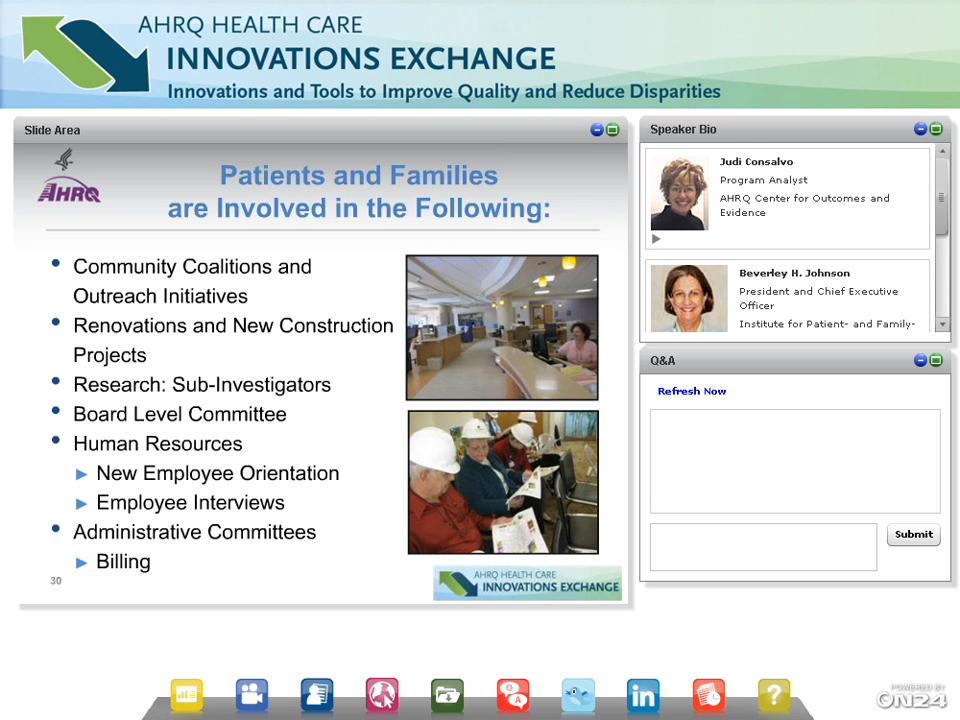 AHRQ HEALTH CARE
INNOVATIONS EXCHANGE
Innovations and Tools to Improve Quality and Reduce Disparities
Slide Area
AHRQ
Patients and Families
are Involved in the Following:
• Community Coalitions and
Outreach Initiatives
• Renovations and New Construction
Projects
• Research: Sub-Investigators
• Board Level Committee
• Human Resources
► New Employee Orientation
► Employee Interviews
• Administrative Committees
► Billing
30
AHRQ HEALTH CARE
INNOVATIONS EXCHANGE
Speaker Bio
Judi Consalvo
Program Analyst
AHRQ Center for Outcomes and
Evidence
Beverley H. Johnson
President and Chief Executive
Officer
Institute for Patient- and Family-
Q&A
Refresh Now
Submit
Q
A
in
?
POWERED BY
ON24